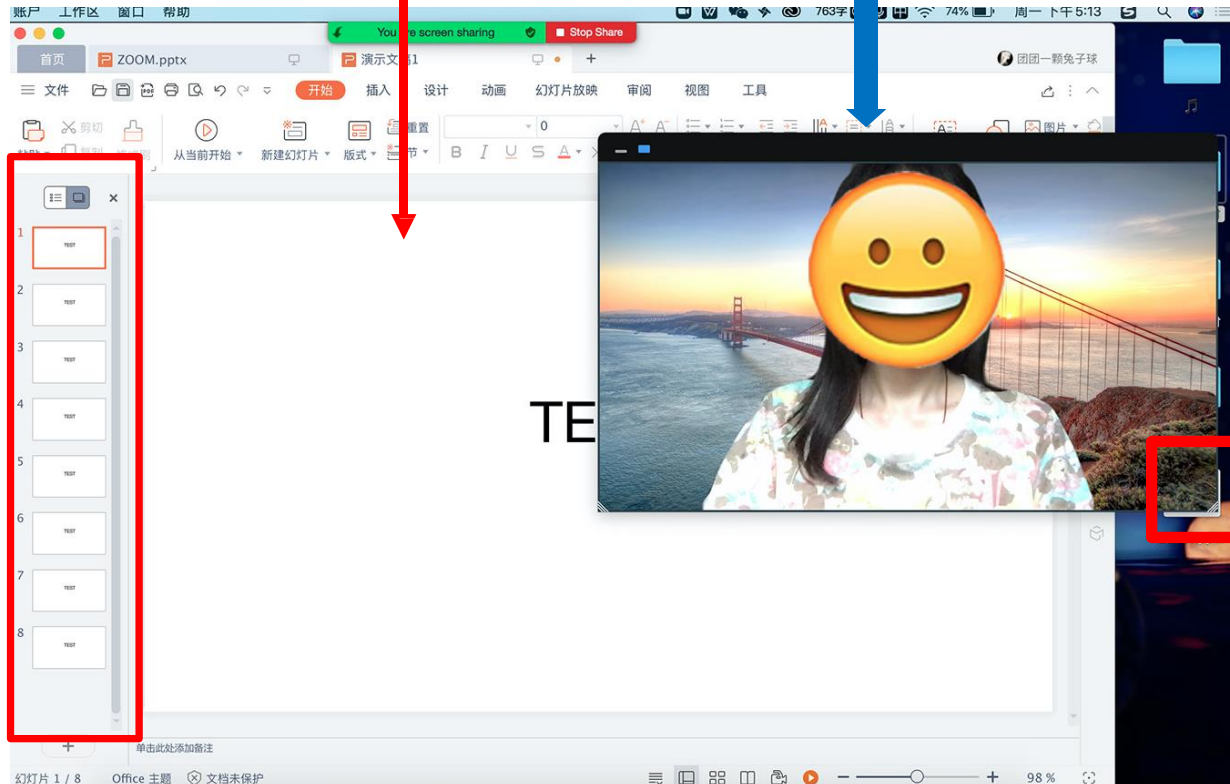 账户 工作区 窗口 帮助 763字 74% 周一 下午5:13
screen sharing Stop Share
首页 ZOOM.pptx 演示文 1 + 团团一颗兔子球
文件 开始 插入 设计 动画 幻灯片放映 审阅 视图 工具
剪切 重置 0 A+ A-
从当前开始 新建幻灯片 版式 节 图片
B I U S A
1 TEST
2 TEST
3 TEST
4 TEST
TE
5 TEST
6 TEST
7 TEST
8 TEST
单击此处添加备注
幻灯片 1 / 8 Office 主题 文档未保护 98 %